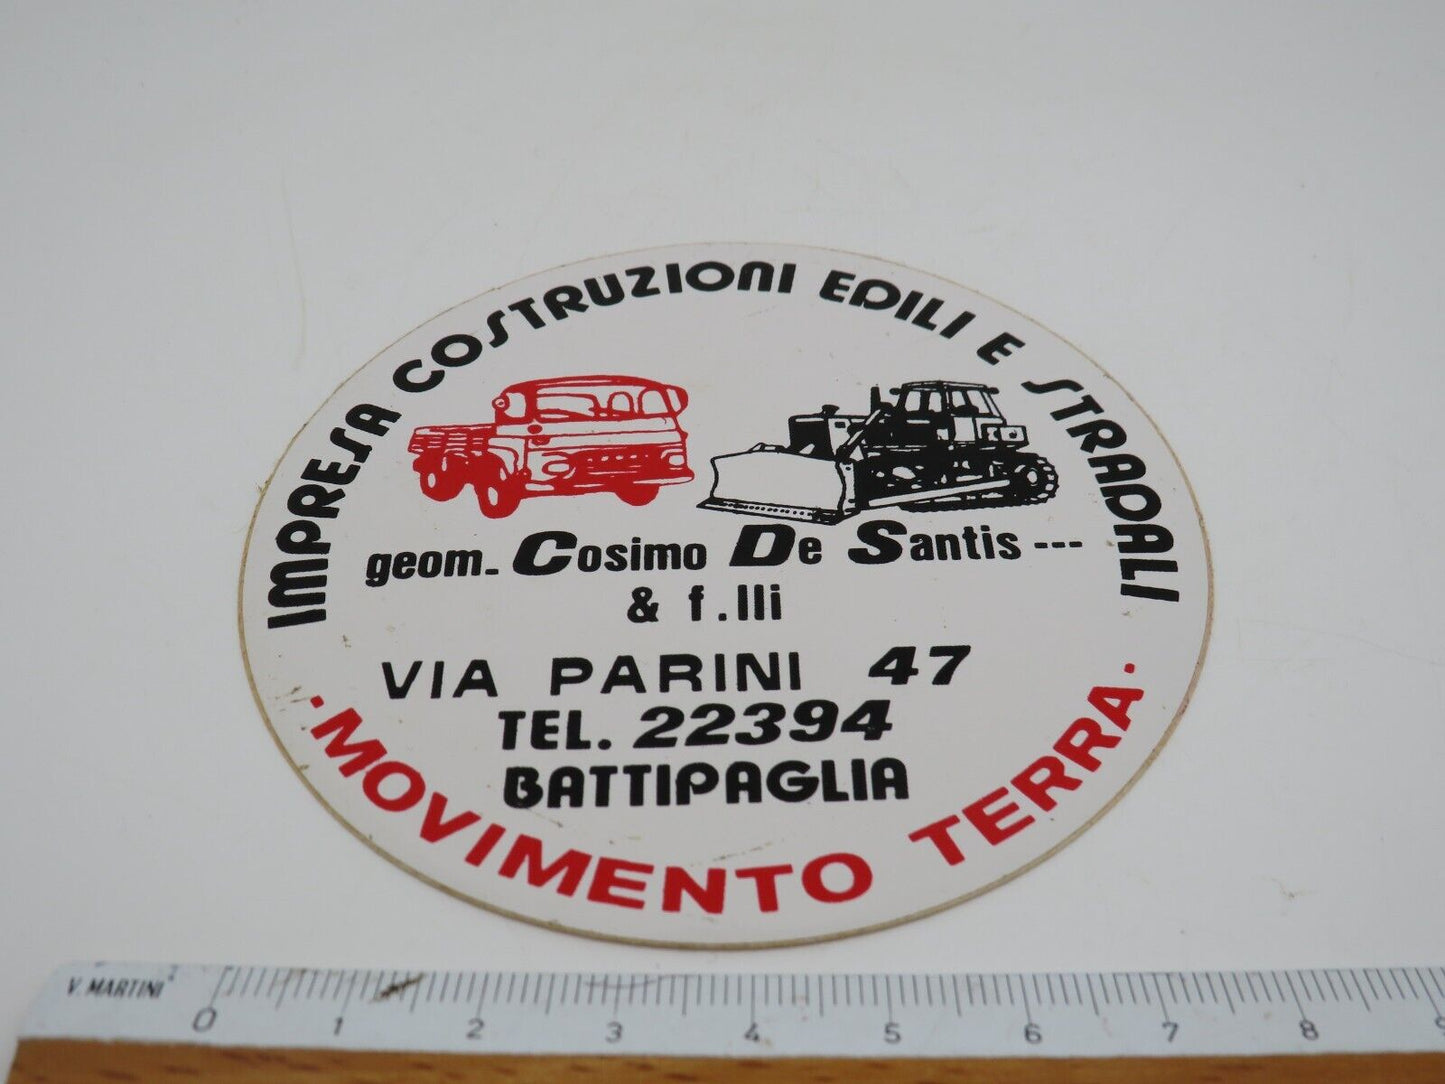 IMPRESA COSTRUZIONI EDILI E STRADALI
geom. Cosimo De Santis ---
& f.lli
VIA PARINI 47
TEL. 22394
BATTIPAGLIA
·MOVIMENTO TERRA·
V. MARTINI
0 1 2 3 4 5 6 7 8 9